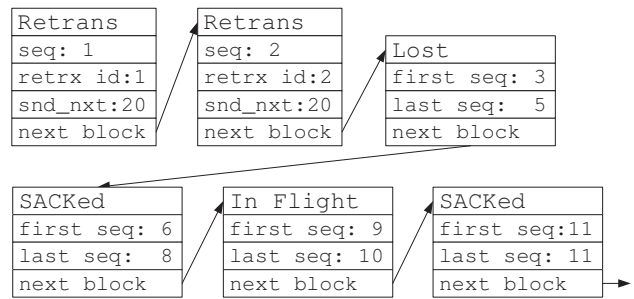 Retrans
seq: 1
retrx id:1
snd_nxt:20
next block
Retrans
seq: 2
retrx id:2
snd_nxt:20
next block
Lost
first seq: 3
last seq: 5
next block
SACKed
first seq: 6
last seq: 8
next block
In Flight
first seq: 9
last seq: 10
next block
SACKed
first seq:11
last seq: 11
next block